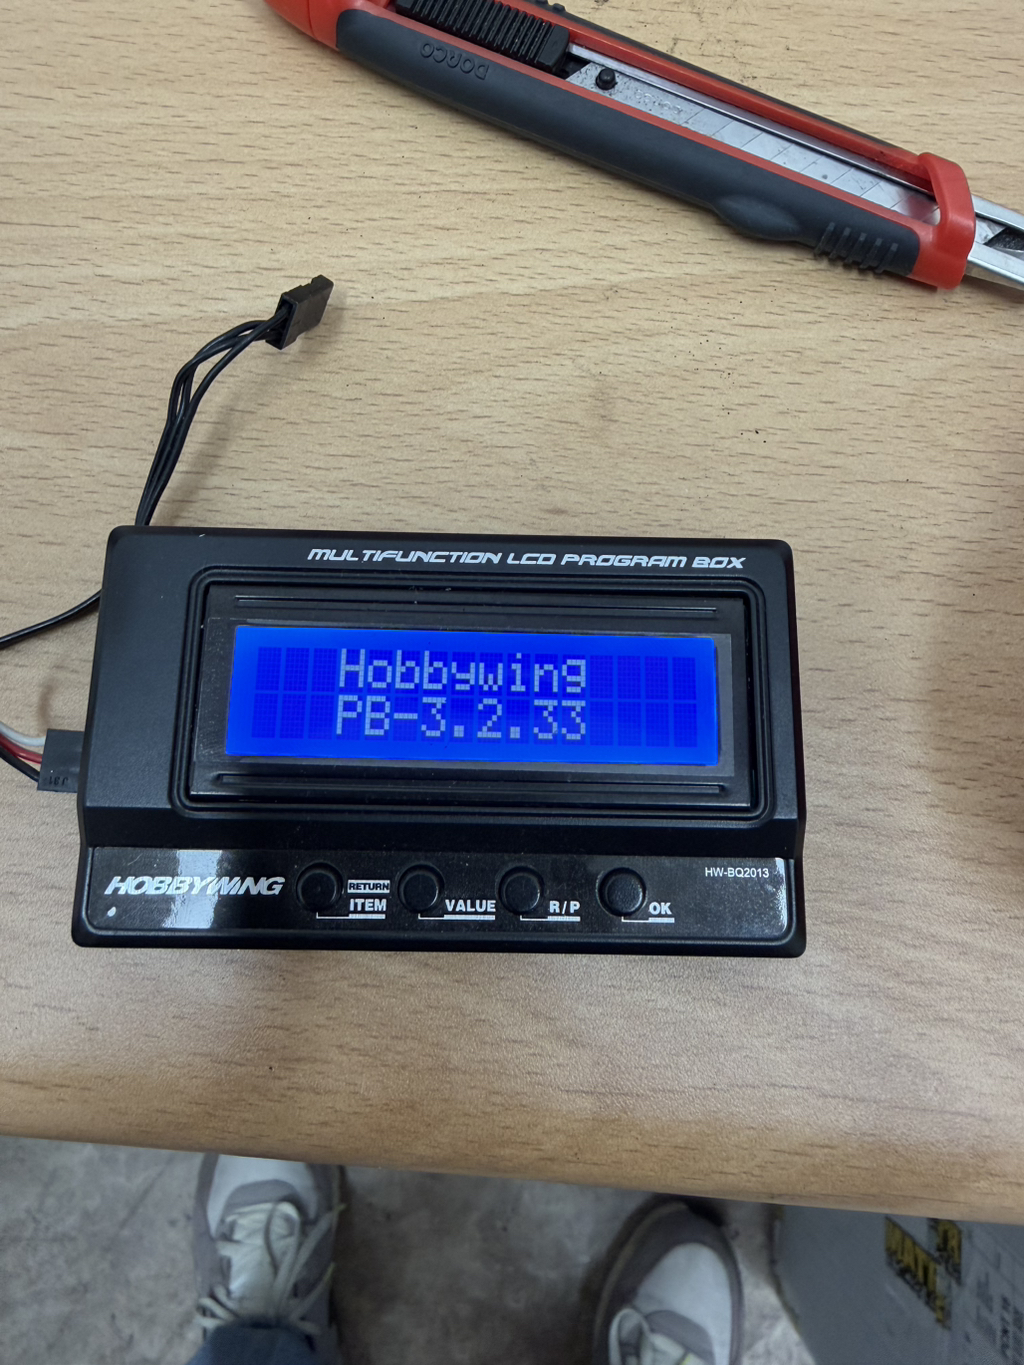 DORCO
MULTIFUNCTION LCD PROGRAM BOX
Hobbywing
PB-3.2.33
HOBBYWING
RETURN
ITEM
VALUE
R/P
OK
HW-BQ2013